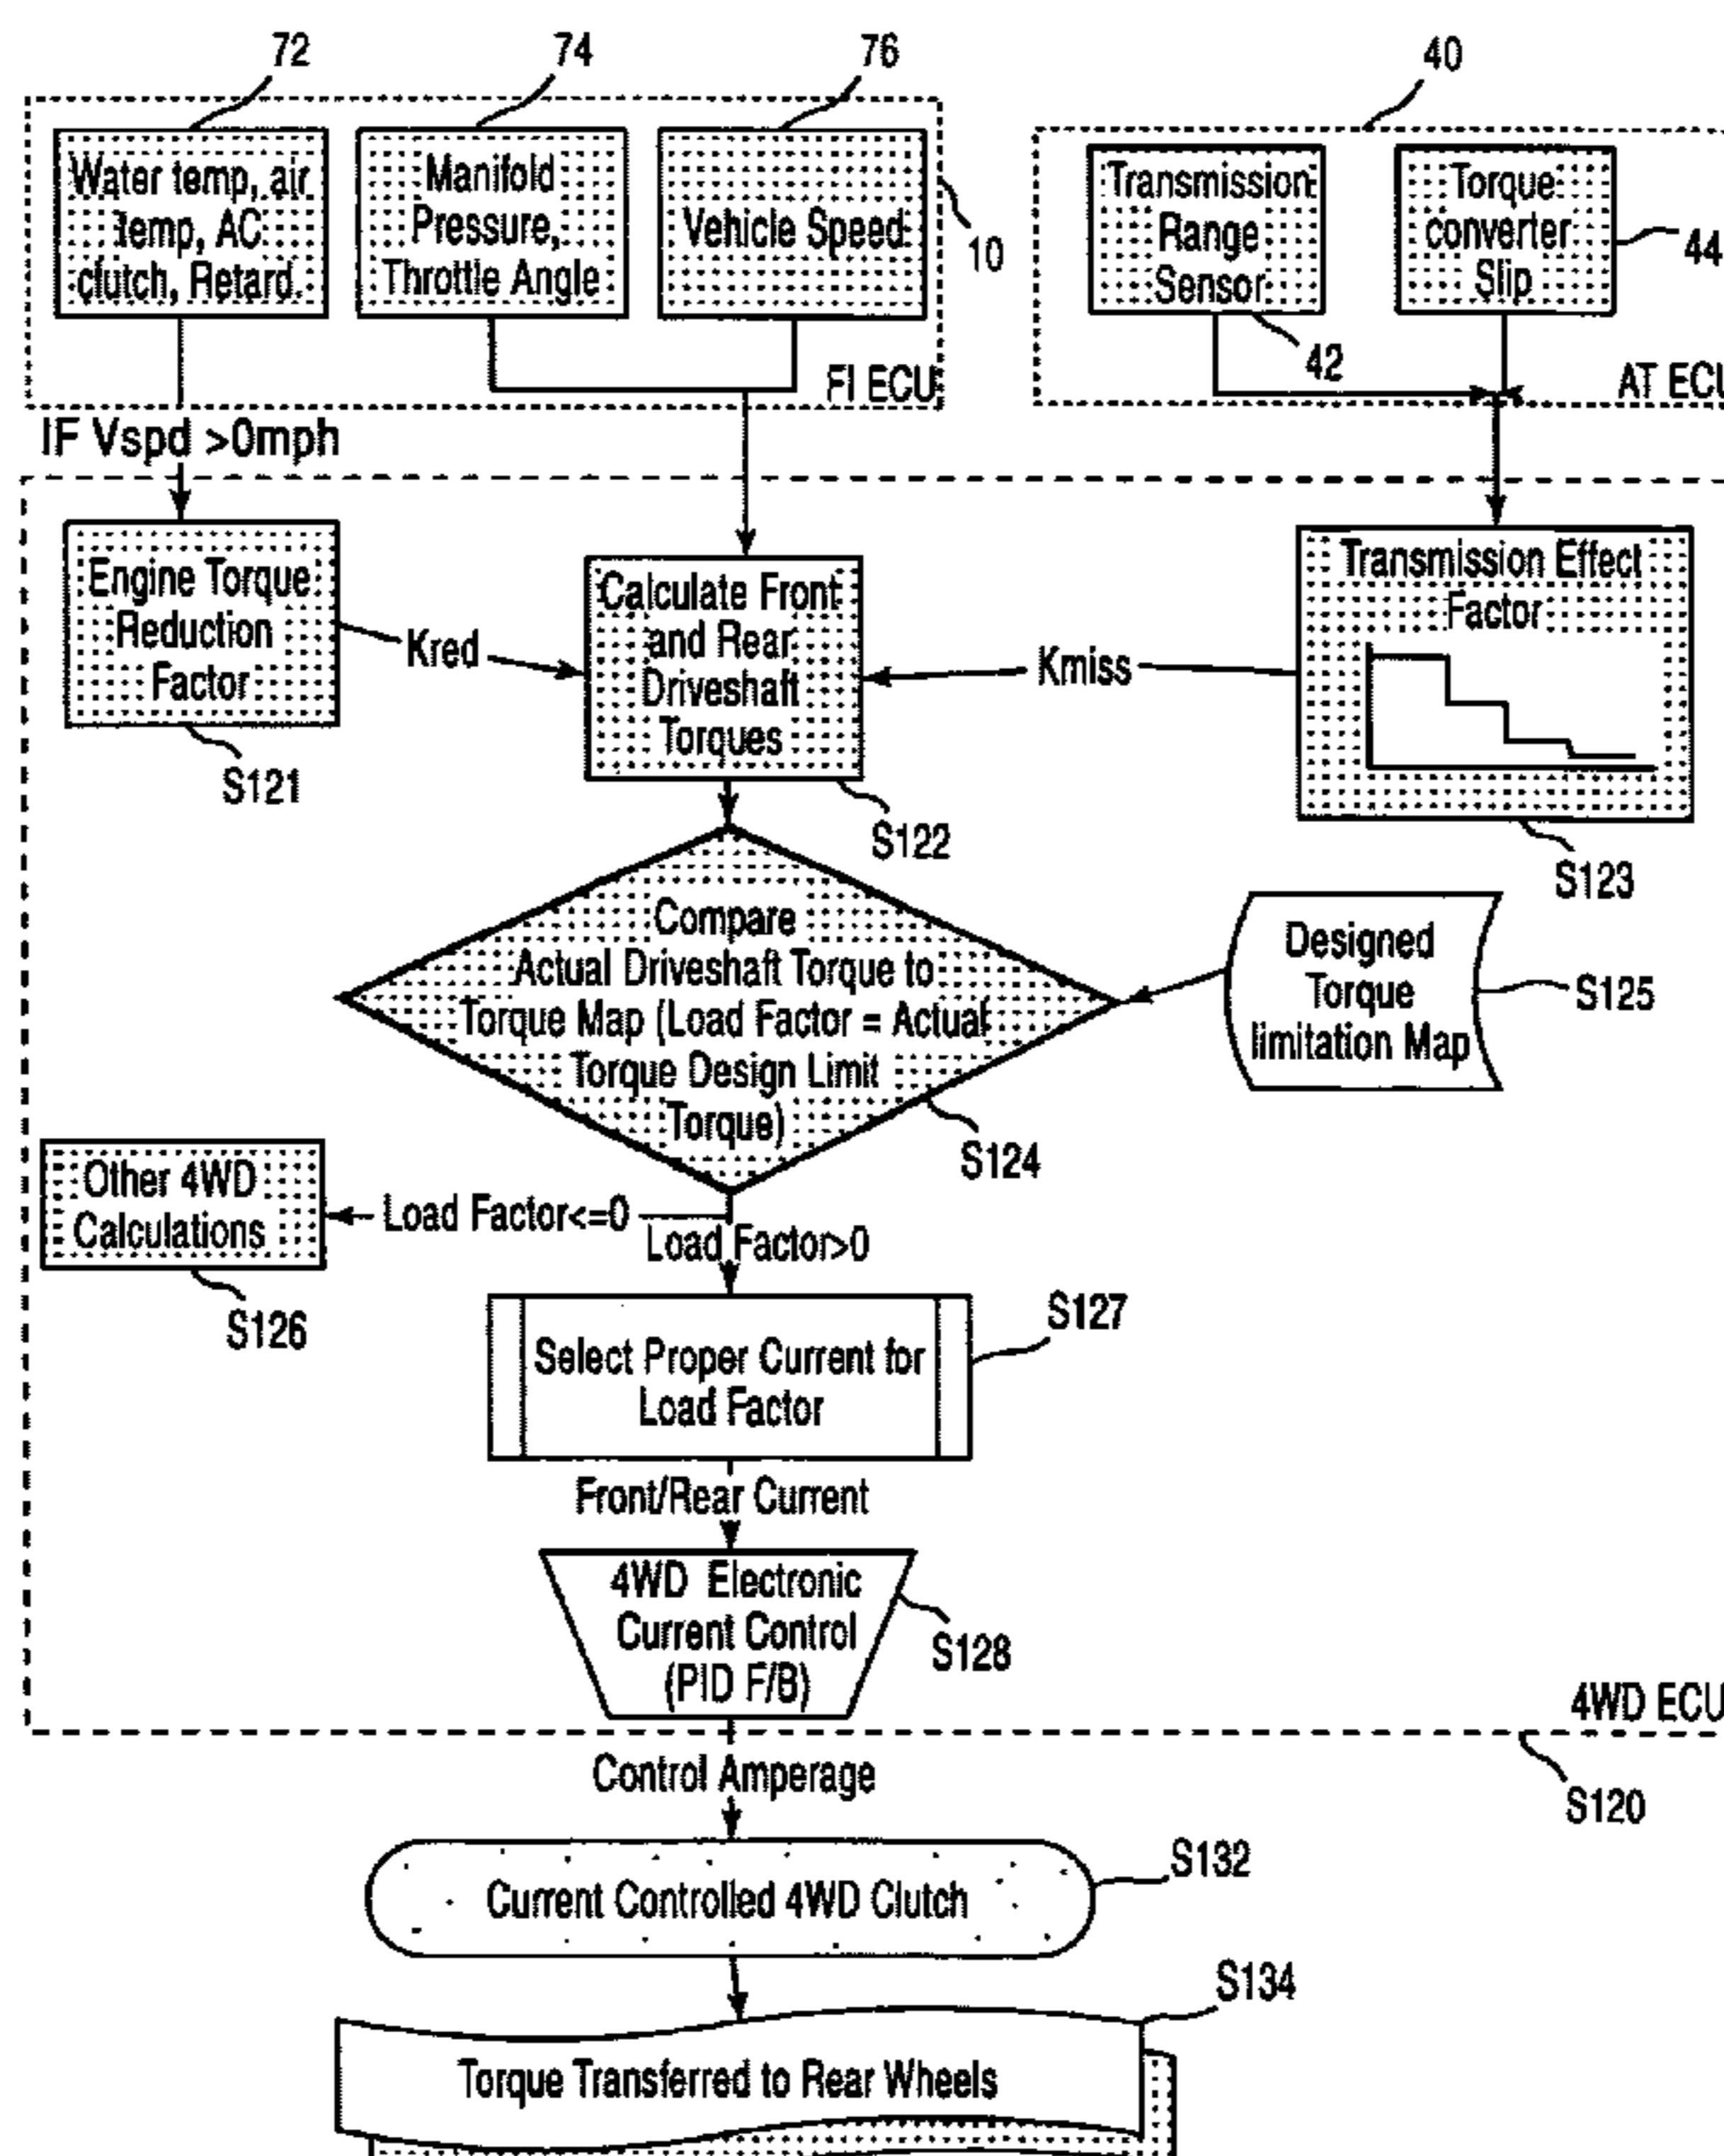 72
74
76
40
Water temp, air
temp, AC
clutch, Retard.
Manifold
Pressure,
Throttle Angle
Vehicle Speed
10
Transmission
Range
Sensor
Torque
converter
Slip
44
42
FI ECU
AT ECU
IF Vspd >0mph
Engine Torque
Reduction
Factor
S121
Kred
Calculate Front
and Rear
Driveshaft
Torques
S122
Kmiss
Transmission Effect
Factor
S123
Compare
Actual Driveshaft Torque to
Torque Map (Load Factor = Actual
Torque Design Limit
Torque)
S124
Designed
Torque
limitation Map
S125
Other 4WD
Calculations
S126
Load Factor<=0
Load Factor>0
Select Proper Current for
Load Factor
S127
Front/Rear Current
4WD Electronic
Current Control
(PID F/B)
S128
4WD ECU
S120
Control Amperage
Current Controlled 4WD Clutch
S132
Torque Transferred to Rear Wheels
S134